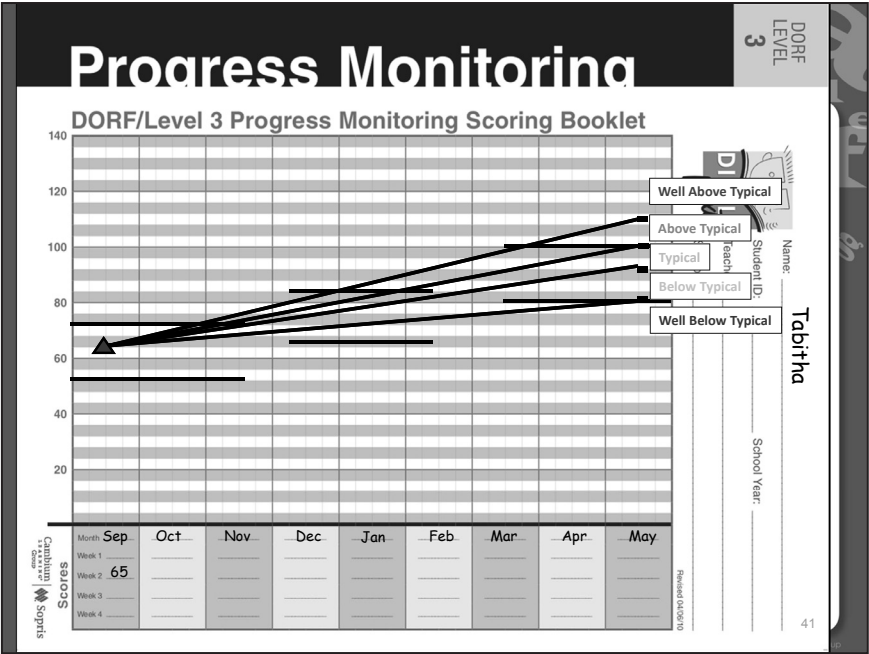 Progress Monitoring
DORF
LEVEL
3
DORF/Level 3 Progress Monitoring Scoring Booklet
140
120
100
80
60
40
20
Well Above Typical
Above Typical
Typical
Below Typical
Well Below Typical
Name:
Tabitha
Student ID:
School Year:
Month Sep Oct Nov Dec Jan Feb Mar Apr May
Week 1
Week 2 65
Week 3
Week 4
Scores
Cambium
LEARNING
Group
Sopris
Revised 04/06/10
41